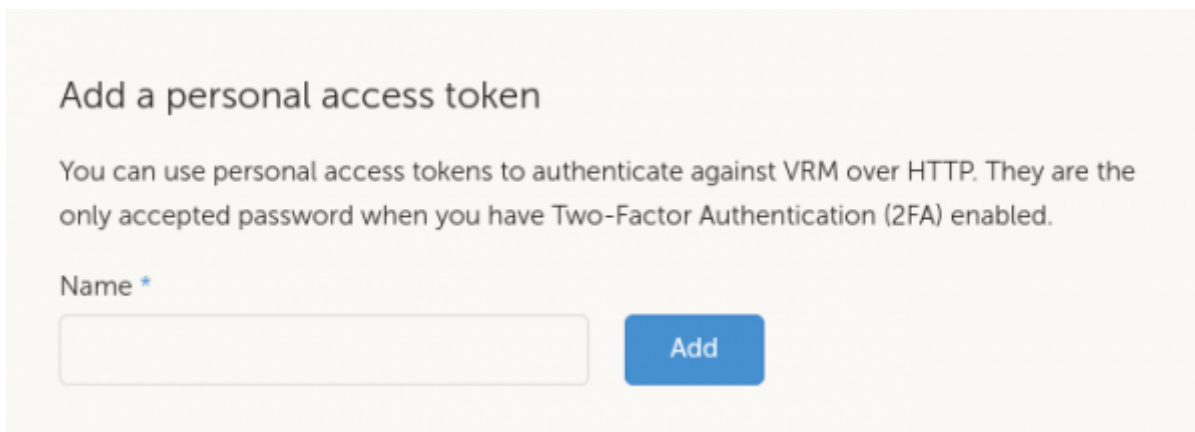 Add a personal access token
You can use personal access tokens to authenticate against VRM over HTTP. They are the
only accepted password when you have Two-Factor Authentication (2FA) enabled.
Name *
Add